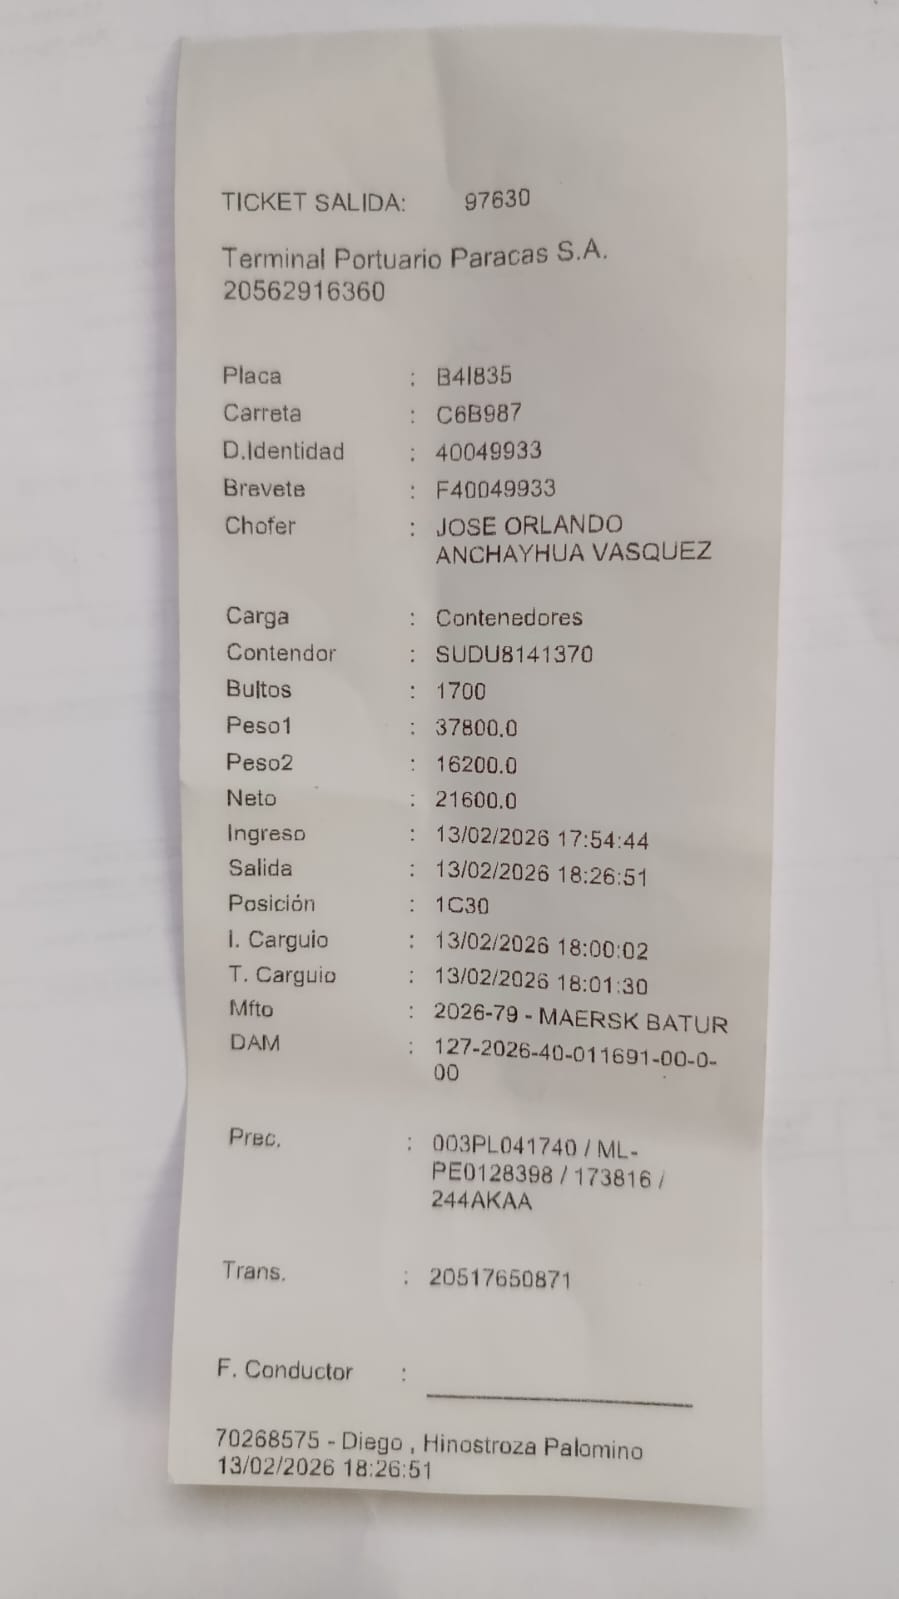 TICKET SALIDA: 97630
Terminal Portuario Paracas S.A.
20562916360
Placa : B4I835
Carreta : C6B987
D.Identidad : 40049933
Brevete : F40049933
Chofer : JOSE ORLANDO
ANCHAYHUA VASQUEZ
Carga : Contenedores
Contendor : SUDU8141370
Bultos : 1700
Peso1 : 37800.0
Peso2 : 16200.0
Neto : 21600.0
Ingreso : 13/02/2026 17:54:44
Salida : 13/02/2026 18:26:51
Posición : 1C30
I. Carguio : 13/02/2026 18:00:02
T. Carguio : 13/02/2026 18:01:30
Mfto : 2026-79 - MAERSK BATUR
DAM : 127-2026-40-011691-00-0-
00
Prec. : 003PL041740 / ML-
PE0128398 / 173816 /
244AKAA
Trans. : 20517650871
F. Conductor :
70268575 - Diego , Hinostroza Palomino
13/02/2026 18:26:51